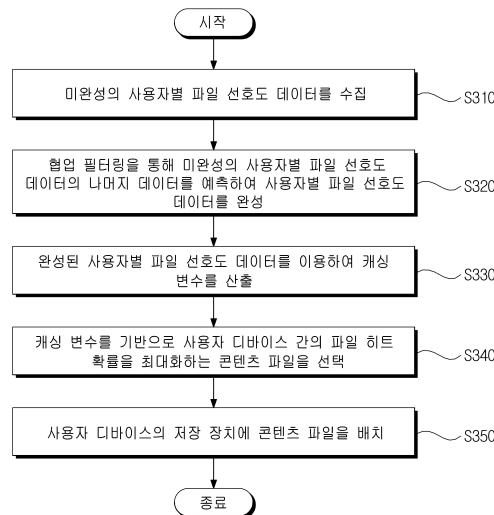 시작
미완성의 사용자별 파일 선호도 데이터를 수집
S310
협업 필터링을 통해 미완성의 사용자별 파일 선호도
데이터의 나머지 데이터를 예측하여 사용자별 파일 선호도
데이터를 완성
S320
완성된 사용자별 파일 선호도 데이터를 이용하여 캐싱
변수를 산출
S330
캐싱 변수를 기반으로 사용자 디바이스 간의 파일 히트
확률을 최대화하는 콘텐츠 파일을 선택
S340
사용자 디바이스의 저장 장치에 콘텐츠 파일을 배치
S350
종료